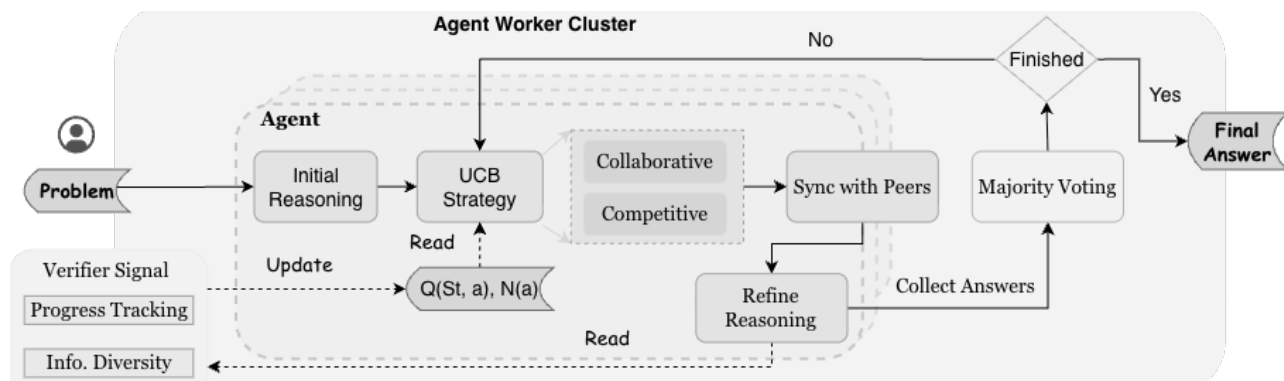 Agent Worker Cluster
No
Finished
Yes
Final
Answer
Agent
Problem
Initial
Reasoning
UCB
Strategy
Collaborative
Competitive
Sync with Peers
Majority Voting
Read
Update
Q(St, a), N(a)
Verifier Signal
Progress Tracking
Info. Diversity
Refine
Reasoning
Collect Answers
Read